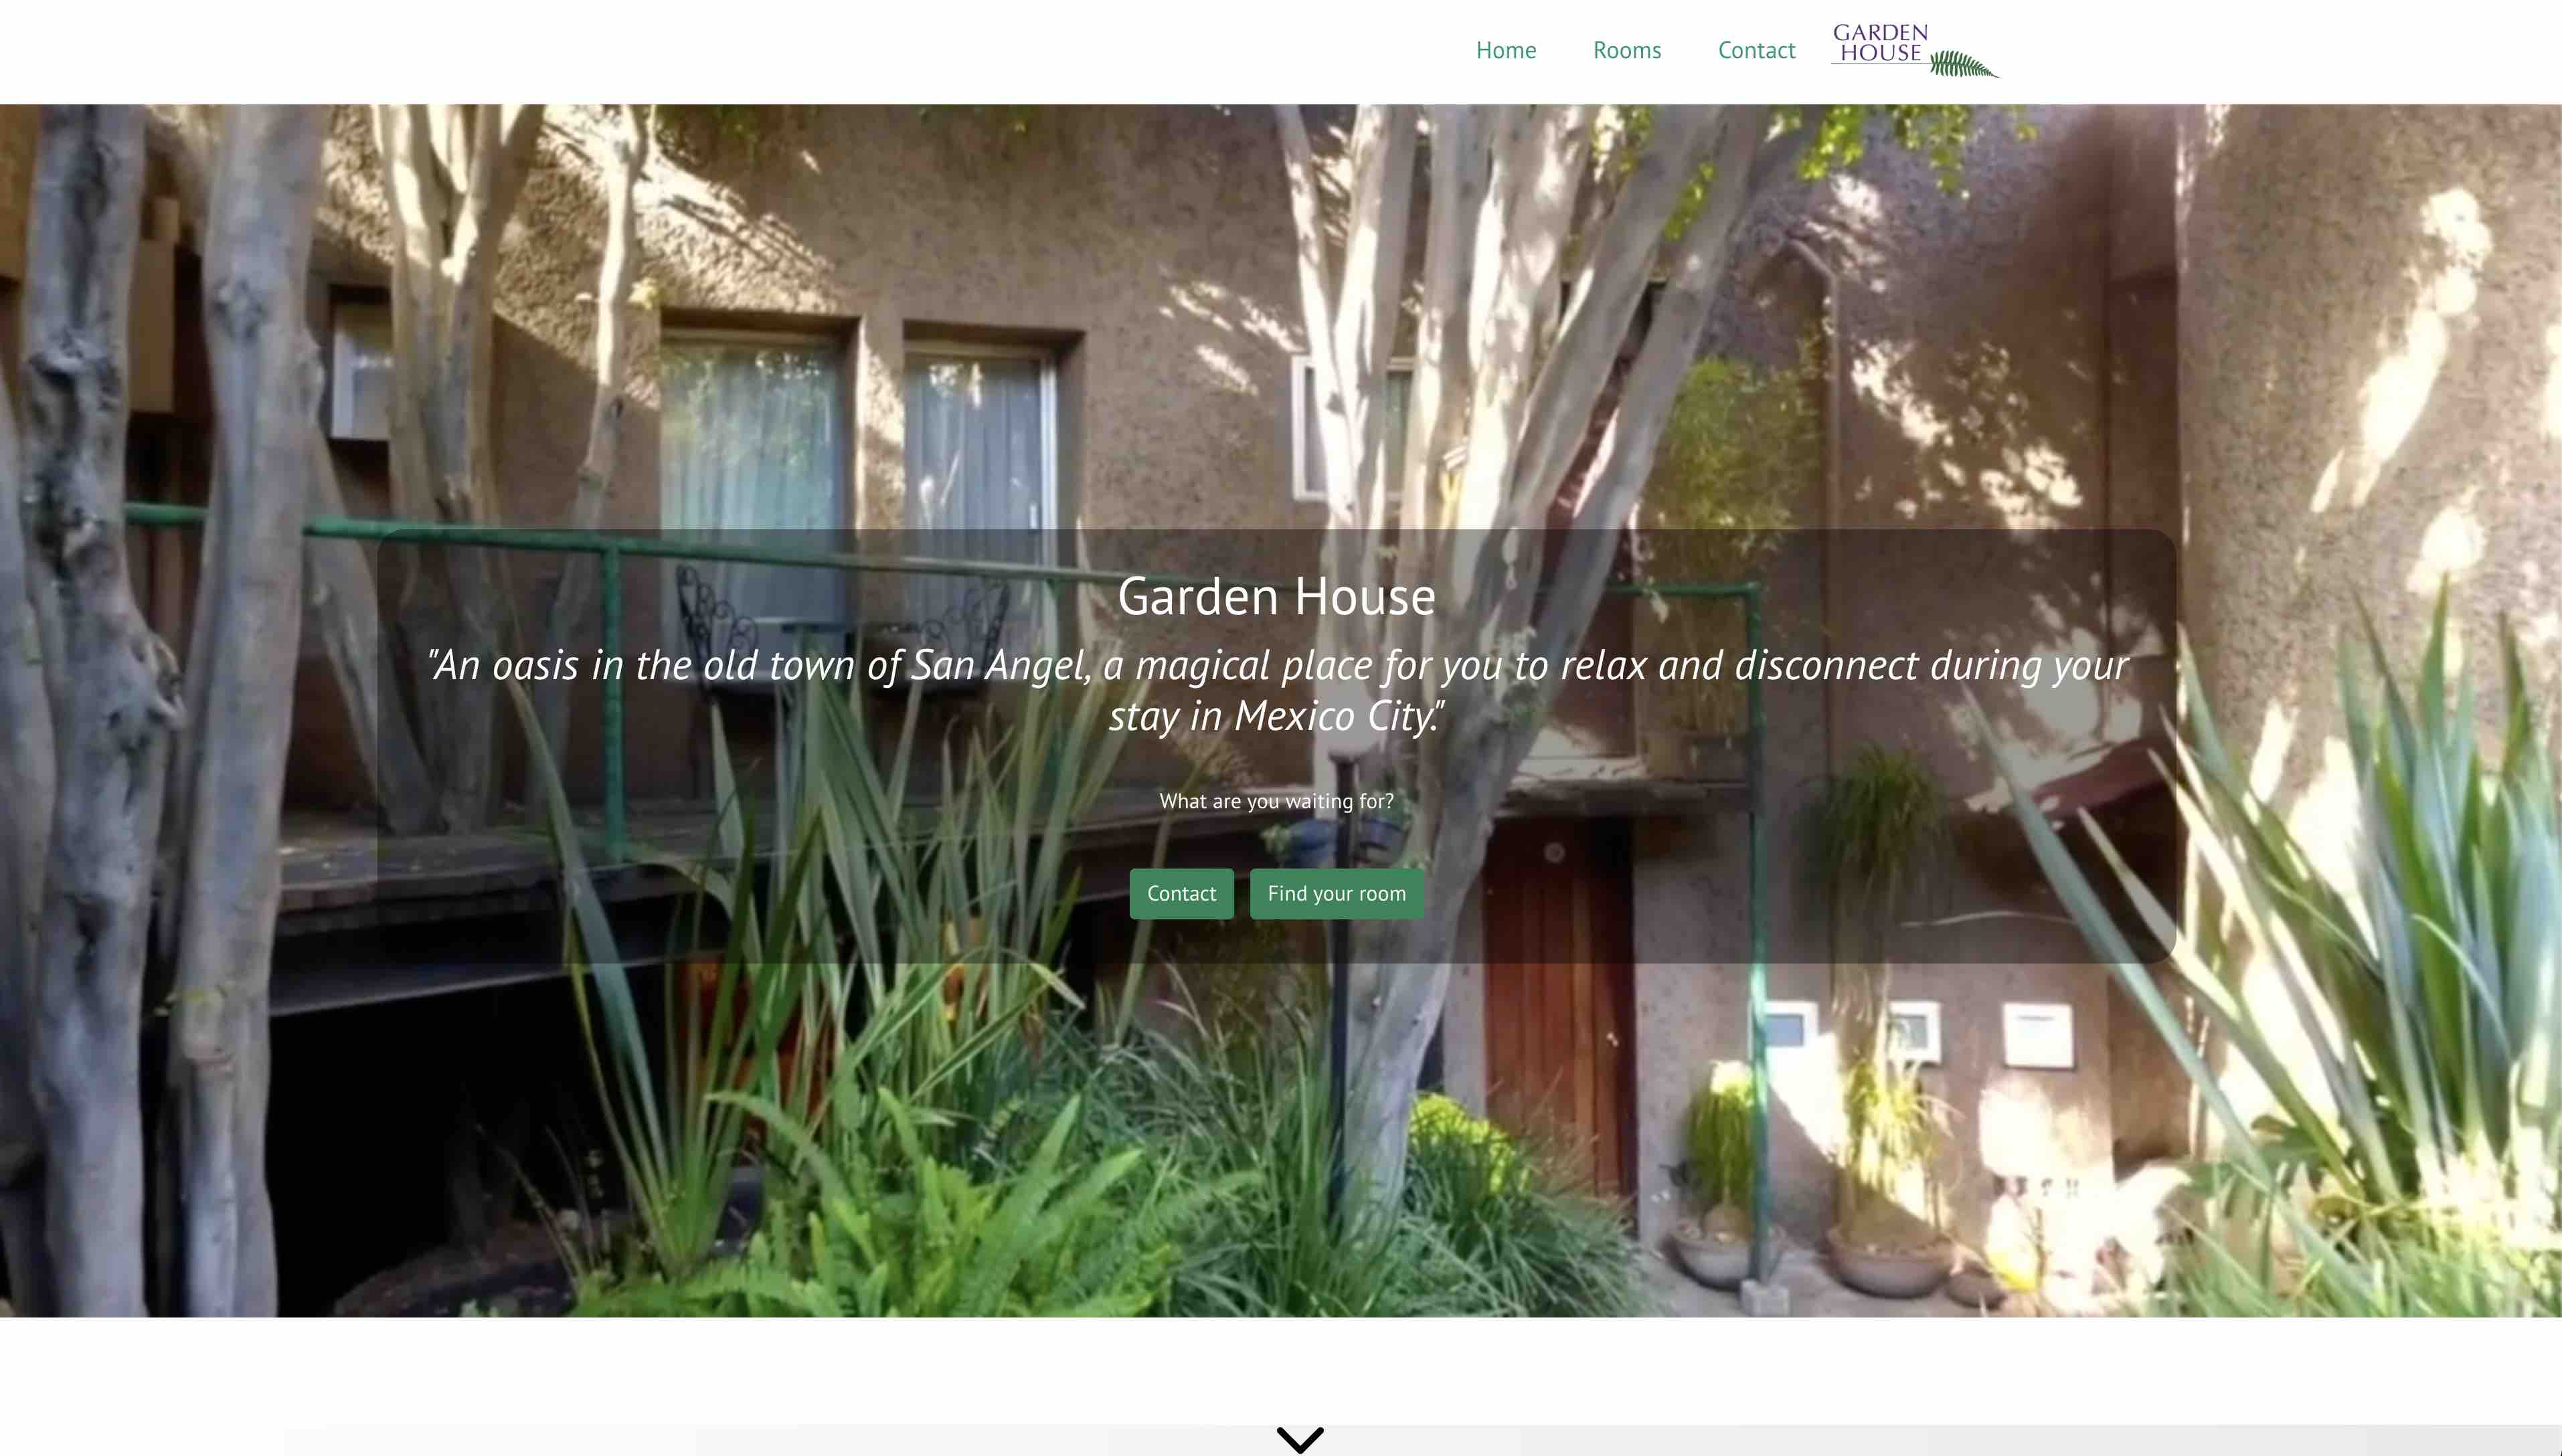 Home Rooms Contact GARDEN
HOUSE
Garden House
"An oasis in the old town of San Angel, a magical place for you to relax and disconnect during your
stay in Mexico City."
What are you waiting for?
Contact Find your room